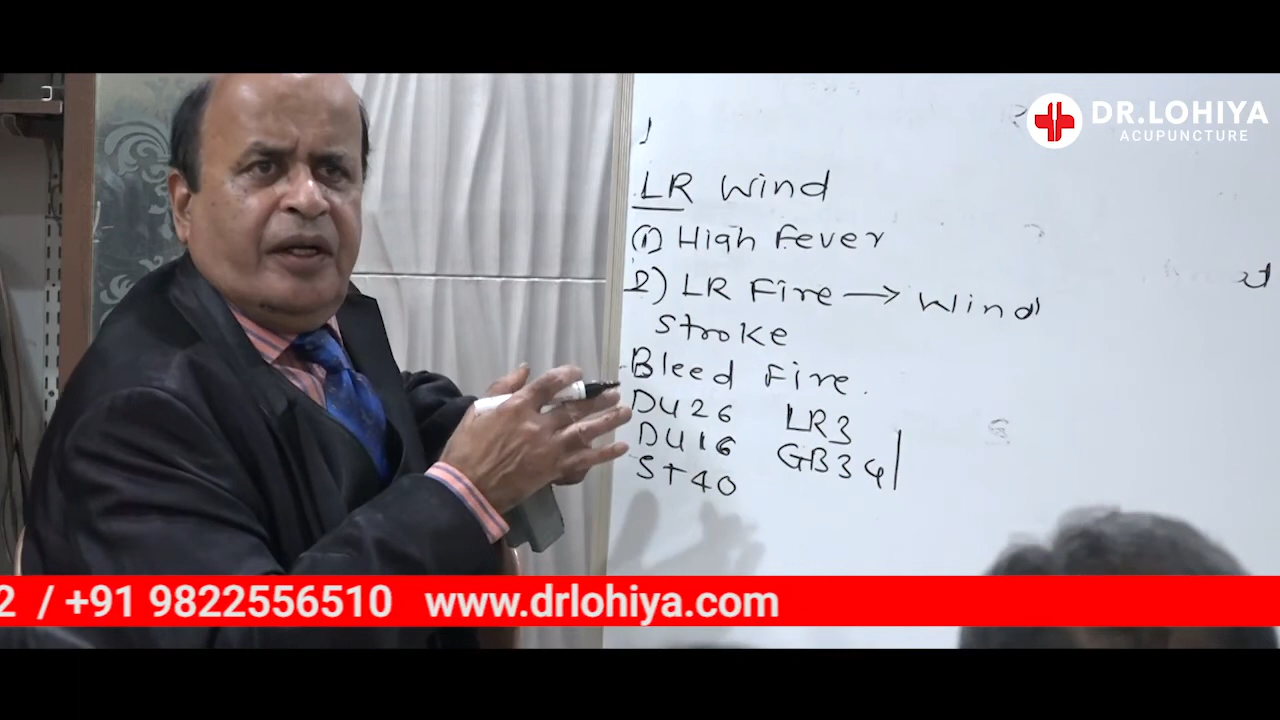 DR.LOHIYA
ACUPUNCTURE
LR Wind
(1) High Fever
2) LR Fire → Wind
Stroke
Bleed Fire.
DU26 LR3
DU16 GB34
ST40
2 / +91 9822556510 www.drlohiya.com